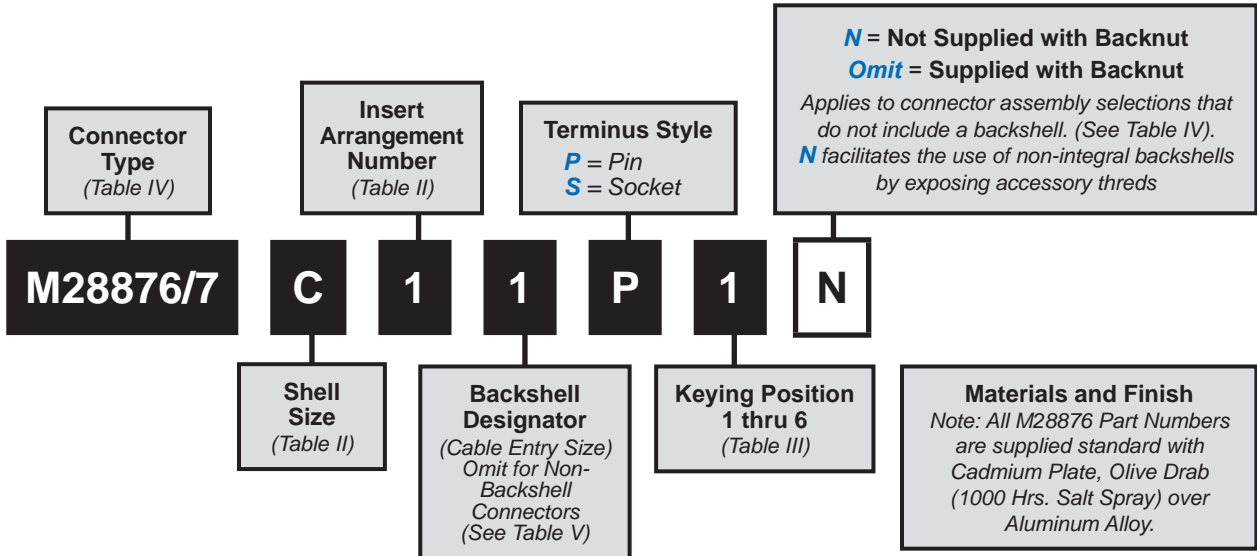 N = Not Supplied with Backnut
Omit = Supplied with Backnut
Applies to connector assembly selections that
do not include a backshell. (See Table IV).
N facilitates the use of non-integral backshells
by exposing accessory threds
Connector
Type
(Table IV)
Insert
Arrangement
Number
(Table II)
Terminus Style
P = Pin
S = Socket
M28876/7 C 1 1 P 1 N
Shell
Size
(Table II)
Backshell
Designator
(Cable Entry Size)
Omit for Non-
Backshell
Connectors
(See Table V)
Keying Position
1 thru 6
(Table III)
Materials and Finish
Note: All M28876 Part Numbers
are supplied standard with
Cadmium Plate, Olive Drab
(1000 Hrs. Salt Spray) over
Aluminum Alloy.